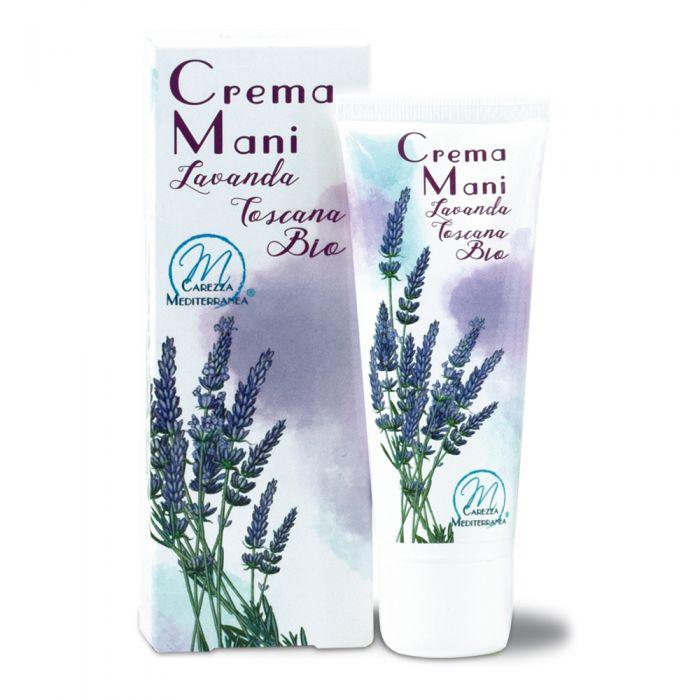 Crema
Mani
Lavanda
Toscana
Bio
M
Carezza
Mediterranea®
Crema
Mani
Lavanda
Toscana
Bio
M
Carezza
Mediterranea®